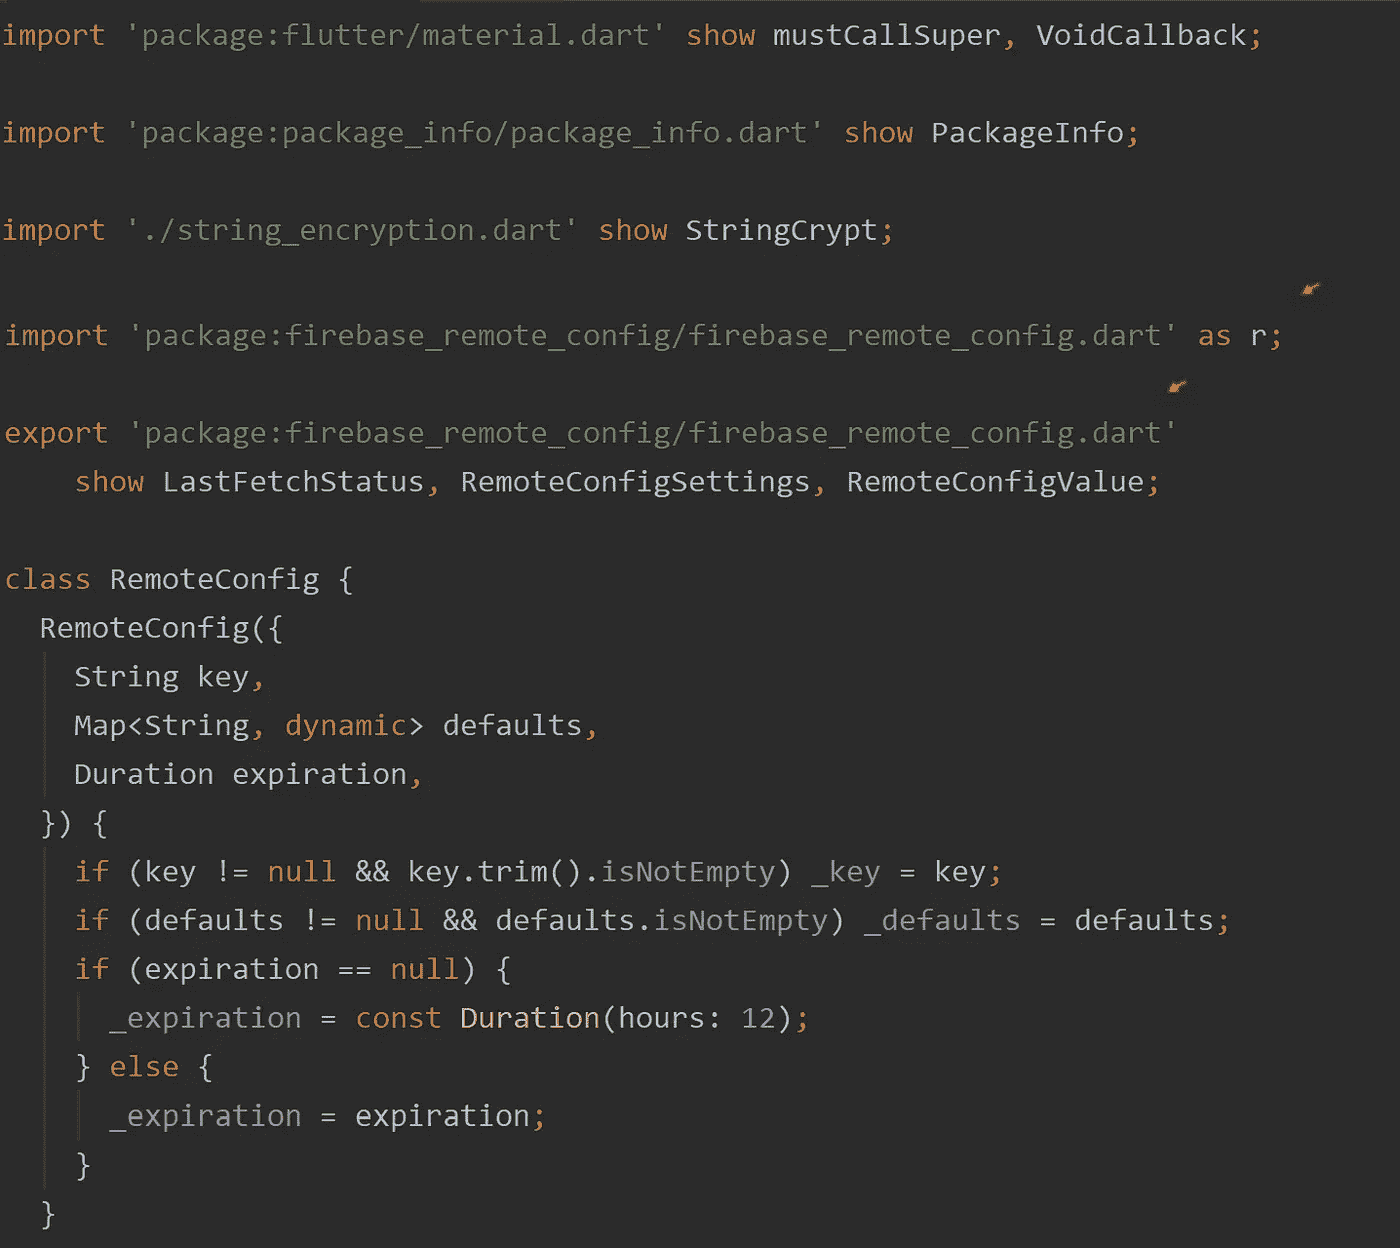 import 'package:flutter/material.dart' show mustCallSuper, VoidCallback;
import 'package:package_info/package_info.dart' show PackageInfo;
import './string_encryption.dart' show StringCrypt;
import 'package:firebase_remote_config/firebase_remote_config.dart' as r;
export 'package:firebase_remote_config/firebase_remote_config.dart'
    show LastFetchStatus, RemoteConfigSettings, RemoteConfigValue;
class RemoteConfig {
  RemoteConfig({
    String key,
    Map<String, dynamic> defaults,
    Duration expiration,
  }) {
    if (key != null && key.trim().isNotEmpty) _key = key;
    if (defaults != null && defaults.isNotEmpty) _defaults = defaults;
    if (expiration == null) {
      _expiration = const Duration(hours: 12);
    } else {
      _expiration = expiration;
    }
  }